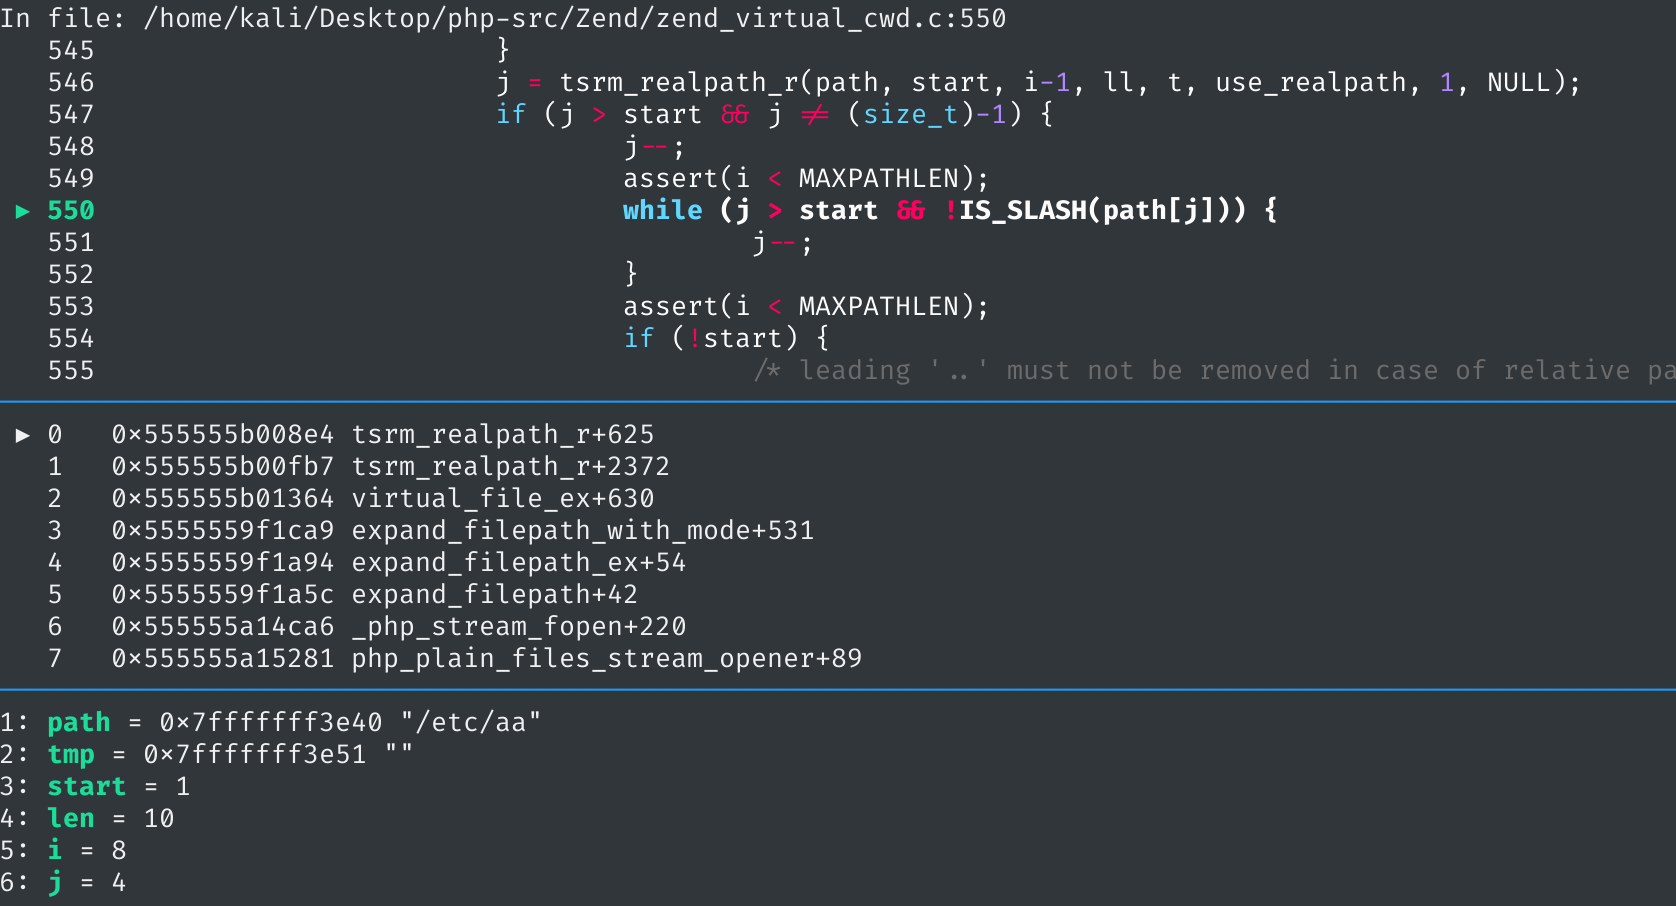 In file: /home/kali/Desktop/php-src/Zend/zend_virtual_cwd.c:550
545 }
546 j = tsrm_realpath_r(path, start, i-1, ll, t, use_realpath, 1, NULL);
547 if (j > start && j != (size_t)-1) {
548 j--;
549 assert(i < MAXPATHLEN);
► 550 while (j > start && !IS_SLASH(path[j])) {
551 j--;
552 }
553 assert(i < MAXPATHLEN);
554 if (!start) {
555 /* leading '..' must not be removed in case of relative pa
► 0 0x555555b008e4 tsrm_realpath_r+625
1 0x555555b00fb7 tsrm_realpath_r+2372
2 0x555555b01364 virtual_file_ex+630
3 0x5555559f1ca9 expand_filepath_with_mode+531
4 0x5555559f1a94 expand_filepath_ex+54
5 0x5555559f1a5c expand_filepath+42
6 0x555555a14ca6 _php_stream_fopen+220
7 0x555555a15281 php_plain_files_stream_opener+89
1: path = 0x7fffffff3e40 "/etc/aa"
2: tmp = 0x7fffffff3e51 ""
3: start = 1
4: len = 10
5: i = 8
6: j = 4